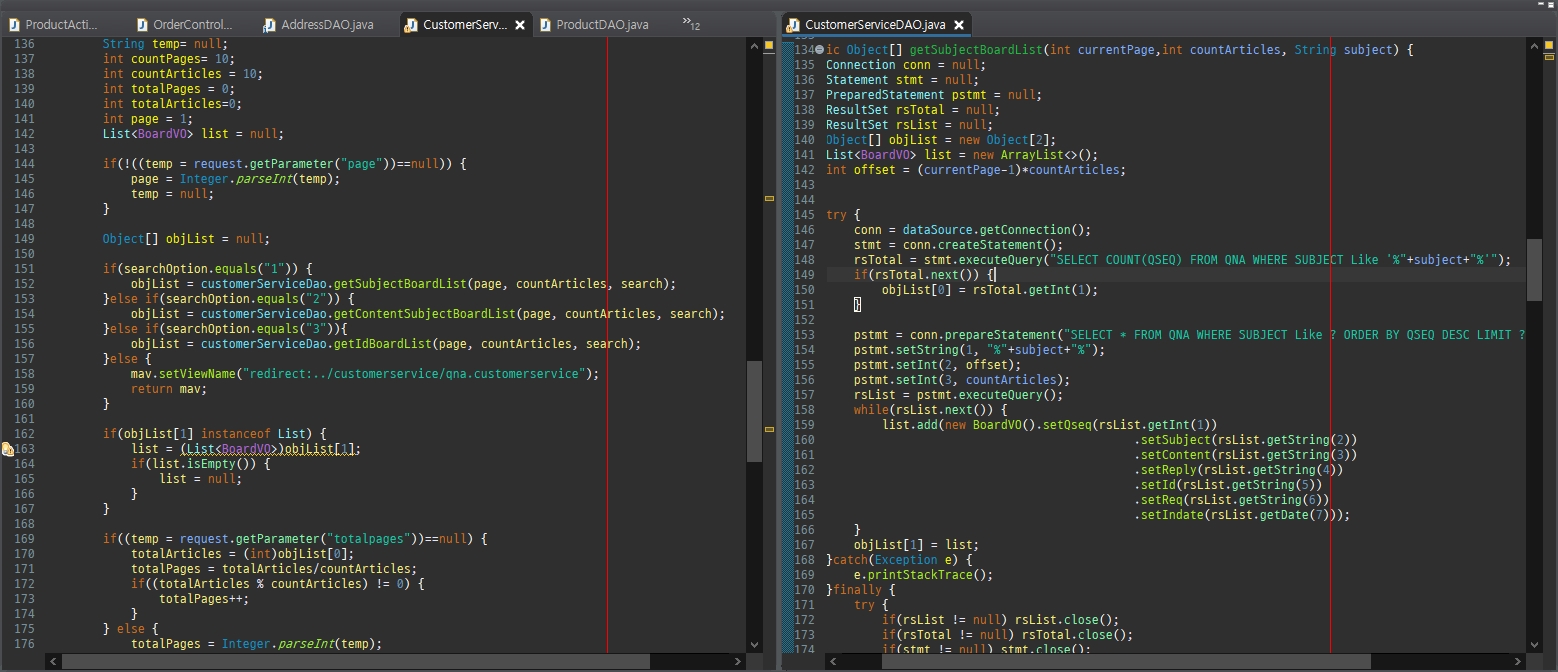 ProductActi...
OrderControl...
AddressDAO.java
CustomerServ...
ProductDAO.java
»12
136 String temp= null;
137 int countPages= 10;
138 int countArticles = 10;
139 int totalPages = 0;
140 int totalArticles=0;
141 int page = 1;
142 List<BoardVO> list = null;
143
144 if(!((temp = request.getParameter("page"))==null)) {
145 page = Integer.parseInt(temp);
146 temp = null;
147 }
148
149 Object[] objList = null;
150
151 if(searchOption.equals("1")) {
152 objList = customerServiceDao.getSubjectBoardList(page, countArticles, search);
153 }else if(searchOption.equals("2")) {
154 objList = customerServiceDao.getContentSubjectBoardList(page, countArticles, search);
155 }else if(searchOption.equals("3")){
156 objList = customerServiceDao.getIdBoardList(page, countArticles, search);
157 }else {
158 mav.setViewName("redirect:../customerservice/qna.customerservice");
159 return mav;
160 }
161
162 if(objList[1] instanceof List) {
163 list = (List<BoardVO>)objList[1];
164 if(list.isEmpty()) {
165 list = null;
166 }
167 }
168
169 if((temp = request.getParameter("totalpages"))==null) {
170 totalArticles = (int)objList[0];
171 totalPages = totalArticles/countArticles;
172 if((totalArticles % countArticles) != 0) {
173 totalPages++;
174 }
175 } else {
176 totalPages = Integer.parseInt(temp);
CustomerServiceDAO.java
134 ic Object[] getSubjectBoardList(int currentPage,int countArticles, String subject) {
135 Connection conn = null;
136 Statement stmt = null;
137 PreparedStatement pstmt = null;
138 ResultSet rsTotal = null;
139 ResultSet rsList = null;
140 Object[] objList = new Object[2];
141 List<BoardVO> list = new ArrayList<>();
142 int offset = (currentPage-1)*countArticles;
143
144
145 try {
146 conn = dataSource.getConnection();
147 stmt = conn.createStatement();
148 rsTotal = stmt.executeQuery("SELECT COUNT(QSEQ) FROM QNA WHERE SUBJECT Like '%"+subject+"%'");
149 if(rsTotal.next()) {
150 objList[0] = rsTotal.getInt(1);
151 }
152
153 pstmt = conn.prepareStatement("SELECT * FROM QNA WHERE SUBJECT Like ? ORDER BY QSEQ DESC LIMIT ?
154 pstmt.setString(1, "%"+subject+"%");
155 pstmt.setInt(2, offset);
156 pstmt.setInt(3, countArticles);
157 rsList = pstmt.executeQuery();
158 while(rsList.next()) {
159 list.add(new BoardVO().setQseq(rsList.getInt(1))
160 .setSubject(rsList.getString(2))
161 .setContent(rsList.getString(3))
162 .setReply(rsList.getString(4))
163 .setId(rsList.getString(5))
164 .setReq(rsList.getString(6))
165 .setIndate(rsList.getDate(7)));
166 }
167 objList[1] = list;
168 }catch(Exception e) {
169 e.printStackTrace();
170 }finally {
171 try {
172 if(rsList != null) rsList.close();
173 if(rsTotal != null) rsTotal.close();
174 if(stmt != null) stmt.close();